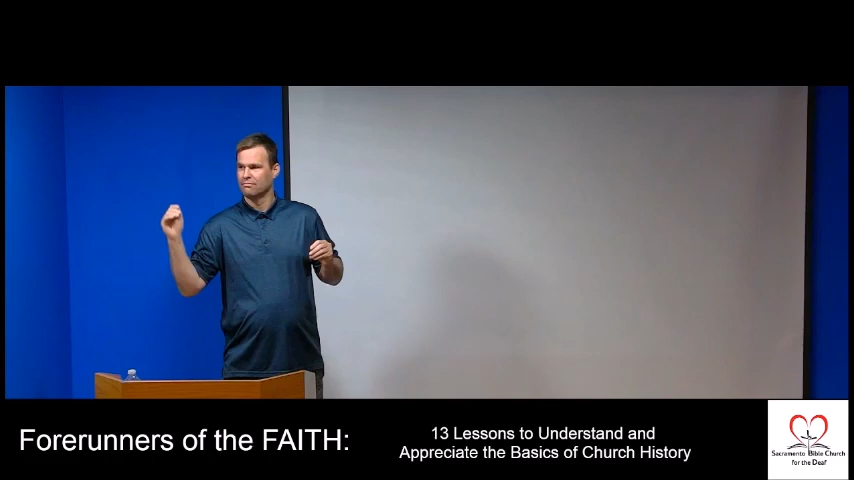 Forerunners of the FAITH:
13 Lessons to Understand and
Appreciate the Basics of Church History
Sacramento Bible Church
for the Deaf